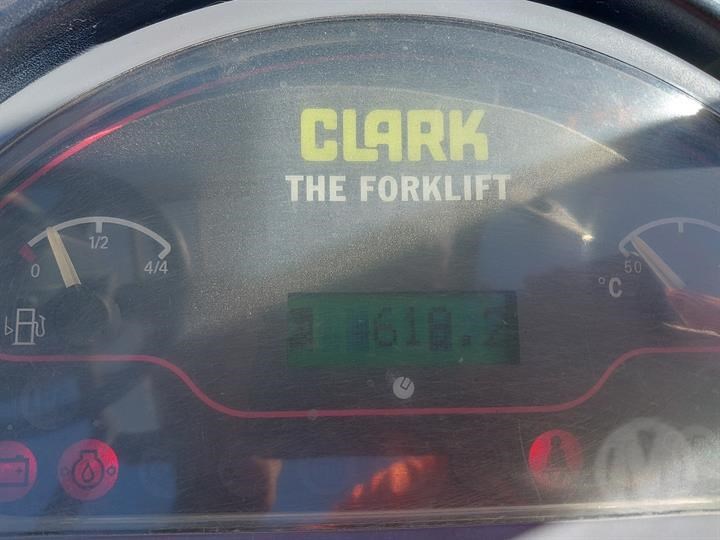 CLARK
THE FORKLIFT
0 1/2 4/4
50
°C